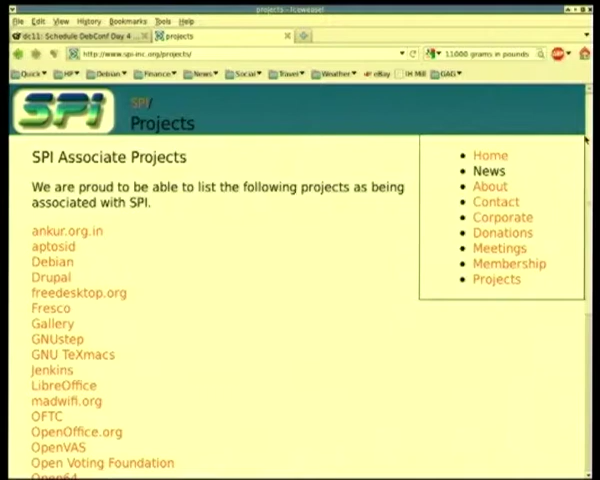 projects - Iceweasel
File Edit View History Bookmarks Tools Help
dc11: Schedule DebConf Day 4 ... projects
http://www.spi-inc.org/projects/ 11000 grams in pounds
Quick HP Debian Finance News Social Travel Weather eBay IH Mill GAG
SPI
SPI/
Projects
SPI Associate Projects
We are proud to be able to list the following projects as being
associated with SPI.
ankur.org.in
aptosid
Debian
Drupal
freedesktop.org
Fresco
Gallery
GNUstep
GNU TeXmacs
Jenkins
LibreOffice
madwifi.org
OFTC
OpenOffice.org
OpenVAS
Open Voting Foundation
Open64
Home
News
About
Contact
Corporate
Donations
Meetings
Membership
Projects